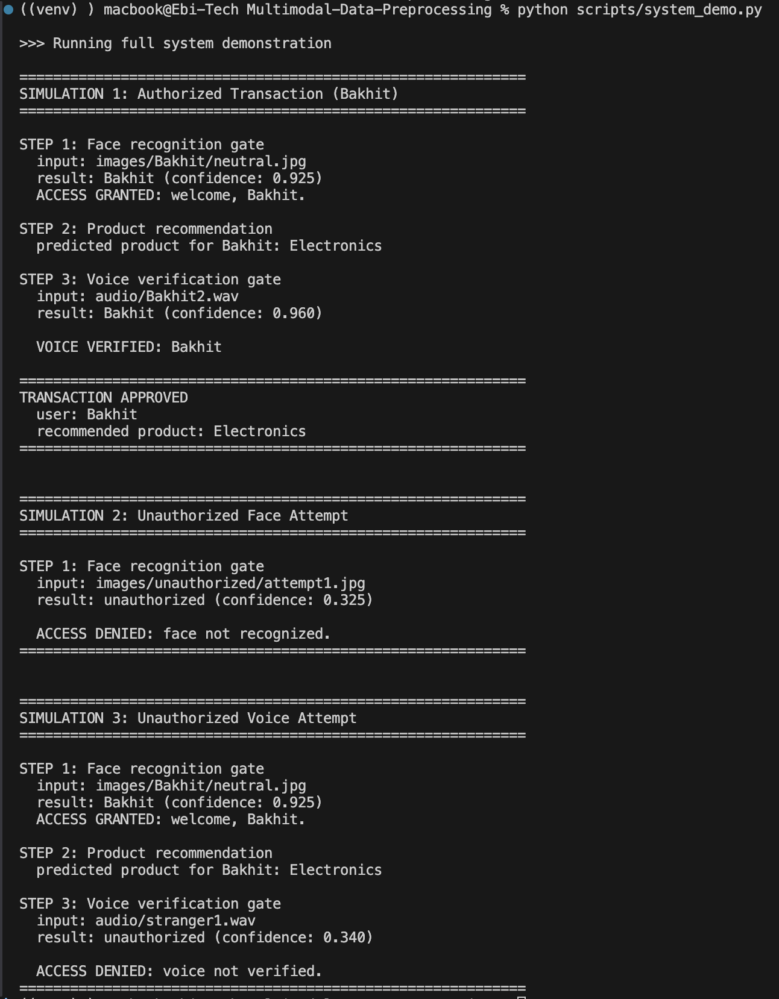 ((venv) ) macbook@Ebi-Tech Multimodal-Data-Preprocessing % python scripts/system_demo.py
>>> Running full system demonstration
============================================================
SIMULATION 1: Authorized Transaction (Bakhit)
============================================================
STEP 1: Face recognition gate
input: images/Bakhit/neutral.jpg
result: Bakhit (confidence: 0.925)
ACCESS GRANTED: welcome, Bakhit.
STEP 2: Product recommendation
predicted product for Bakhit: Electronics
STEP 3: Voice verification gate
input: audio/Bakhit2.wav
result: Bakhit (confidence: 0.960)
VOICE VERIFIED: Bakhit
============================================================
TRANSACTION APPROVED
user: Bakhit
recommended product: Electronics
============================================================
============================================================
SIMULATION 2: Unauthorized Face Attempt
============================================================
STEP 1: Face recognition gate
input: images/unauthorized/attempt1.jpg
result: unauthorized (confidence: 0.325)
ACCESS DENIED: face not recognized.
============================================================
============================================================
SIMULATION 3: Unauthorized Voice Attempt
============================================================
STEP 1: Face recognition gate
input: images/Bakhit/neutral.jpg
result: Bakhit (confidence: 0.925)
ACCESS GRANTED: welcome, Bakhit.
STEP 2: Product recommendation
predicted product for Bakhit: Electronics
STEP 3: Voice verification gate
input: audio/stranger1.wav
result: unauthorized (confidence: 0.340)
ACCESS DENIED: voice not verified.
============================================================